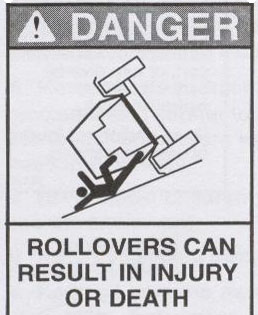 DANGER
ROLLOVERS CAN
RESULT IN INJURY
OR DEATH